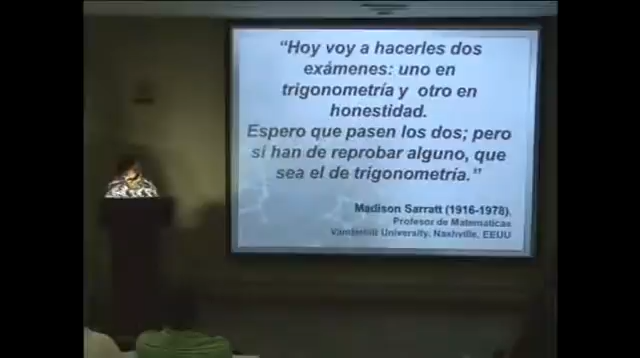 “Hoy voy a hacerles dos
exámenes: uno en
trigonometría y otro en
honestidad.
Espero que pasen los dos; pero
si han de reprobar alguno, que
sea el de trigonometría.”
Madison Sarratt (1916-1978),
Profesor de Matemáticas
Vanderbilt University, Nashville, EEUU